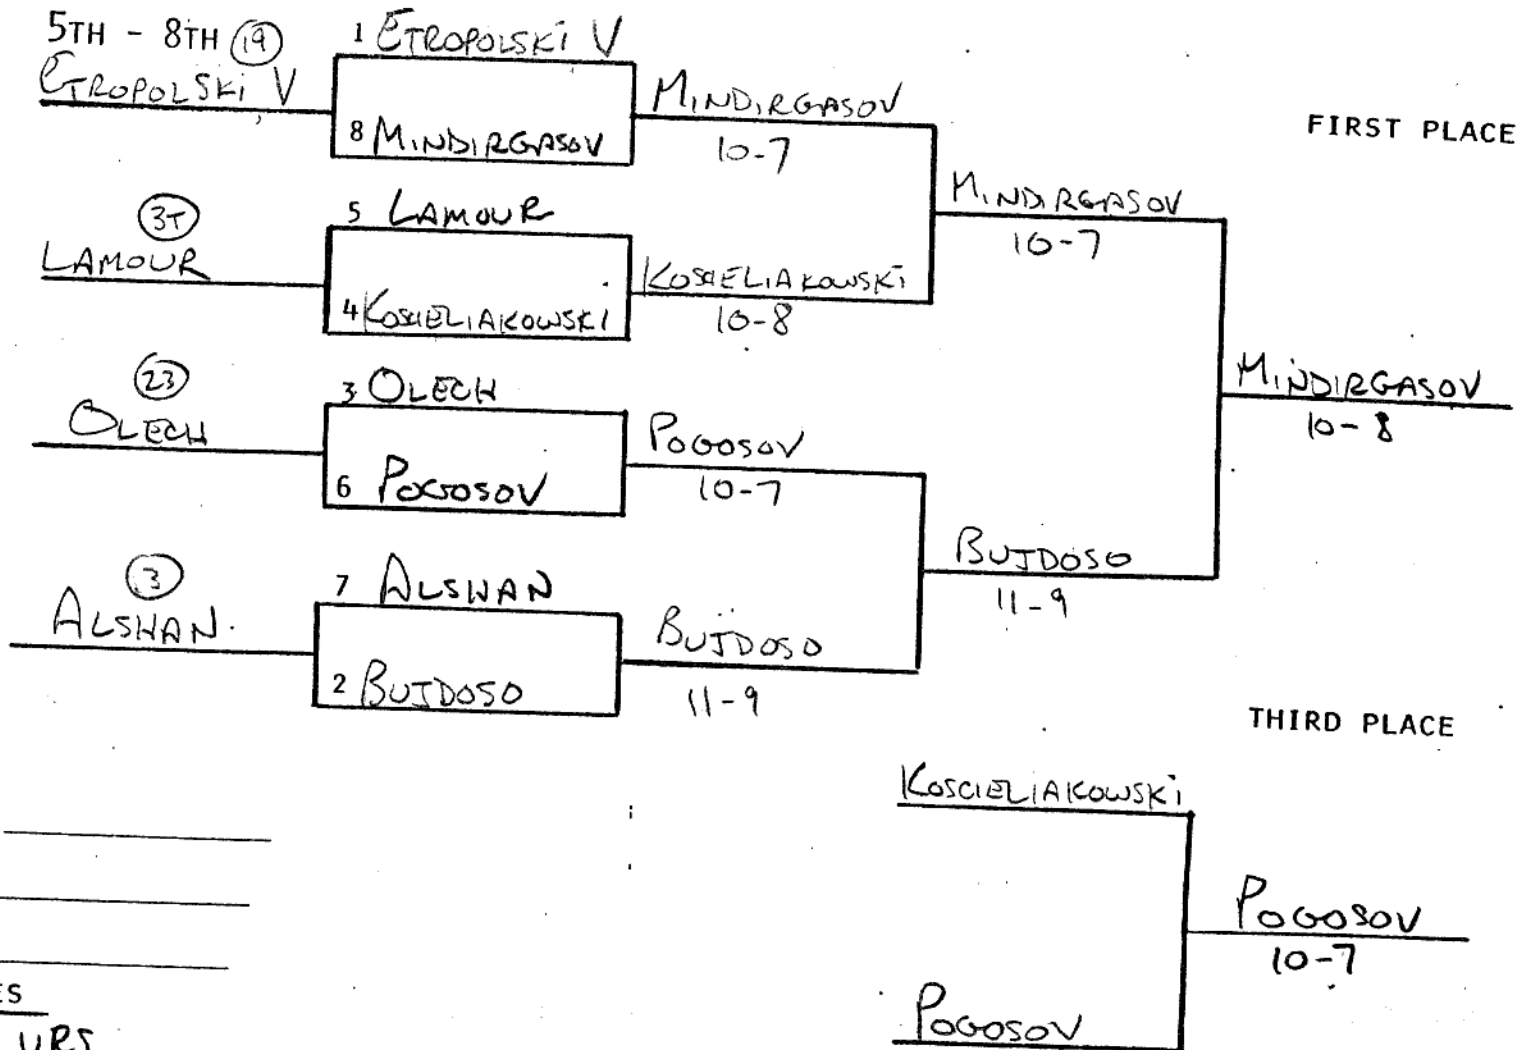 5TH - 8TH 19
ETROPOLSKI V
1 ETROPOLSKI V
8 MINDIRGASOV
MINDIRGASOV
10-7
FIRST PLACE
3T
LAMOUR
5 LAMOUR
4 KOSCIELIAKOWSKI
KOSCIELIAKOWSKI
10-8
MINDIRGASOV
10-7
23
OLECH
3 OLECH
6 POGOSOV
POGOSOV
10-7
MINDIRGASOV
10-8
3
ALSHAN
7 ALSHAN
2 BUJDOSO
BUJDOSO
11-9
BUJDOSO
11-9
THIRD PLACE
KOSCIELIAKOWSKI
POGOSOV
POGOSOV
10-7
ES
URS